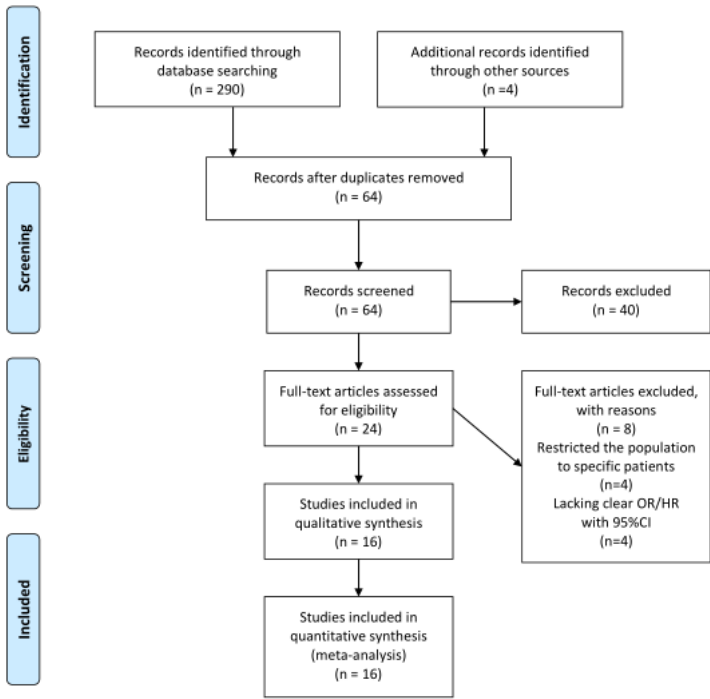 Identification
Records identified through
database searching
(n = 290)
Additional records identified
through other sources
(n =4)
Records after duplicates removed
(n = 64)
Screening
Records screened
(n = 64)
Records excluded
(n = 40)
Eligibility
Full-text articles assessed
for eligibility
(n = 24)
Full-text articles excluded,
with reasons
(n = 8)
Restricted the population
to specific patients
(n=4)
Lacking clear OR/HR
with 95%CI
(n=4)
Studies included in
qualitative synthesis
(n = 16)
Included
Studies included in
quantitative synthesis
(meta-analysis)
(n = 16)